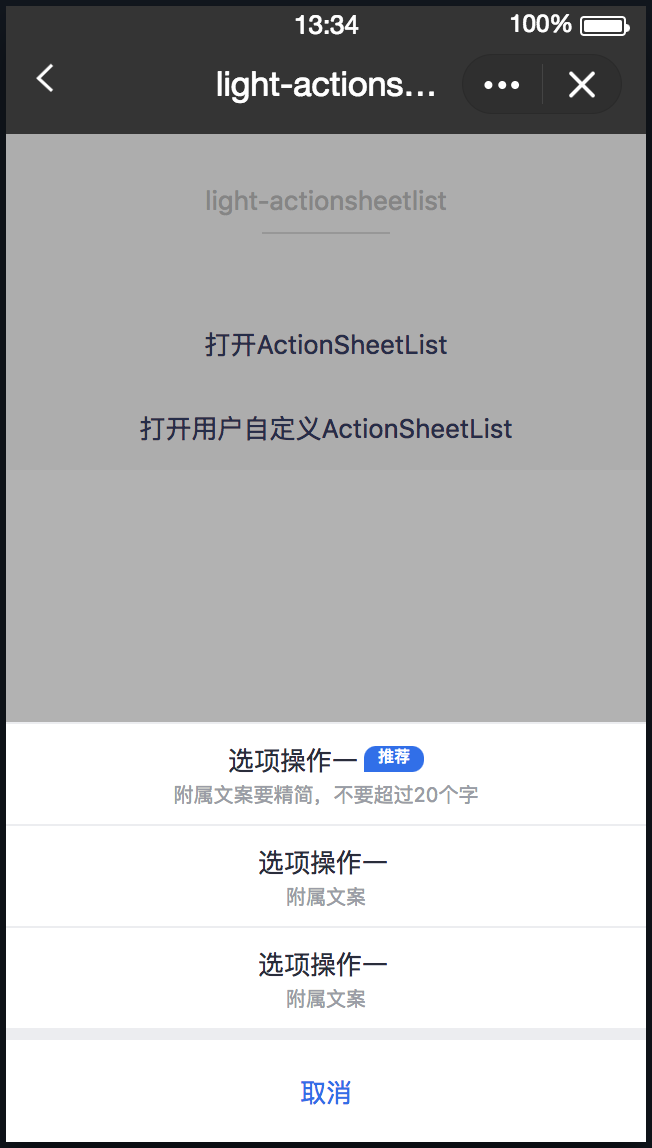 13:34
100%
light-actions...
light-actionsheetlist
打开ActionSheetList
打开用户自定义ActionSheetList
选项操作一 推荐
附属文案要精简，不要超过20个字
选项操作一
附属文案
选项操作一
附属文案
取消